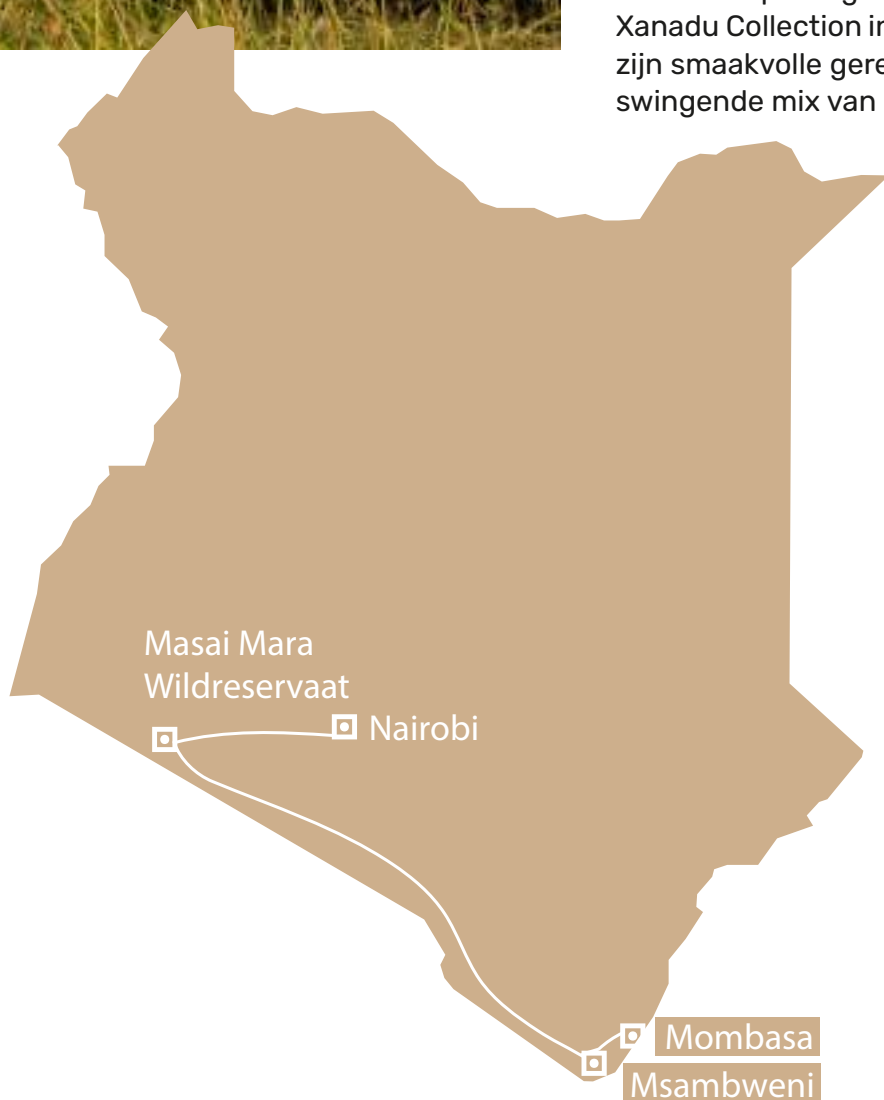 Xanadu Collection in
zijn smaakvolle gere
swingende mix van
Masai Mara
Wildreservaat
Nairobi
Mombasa
Msambweni